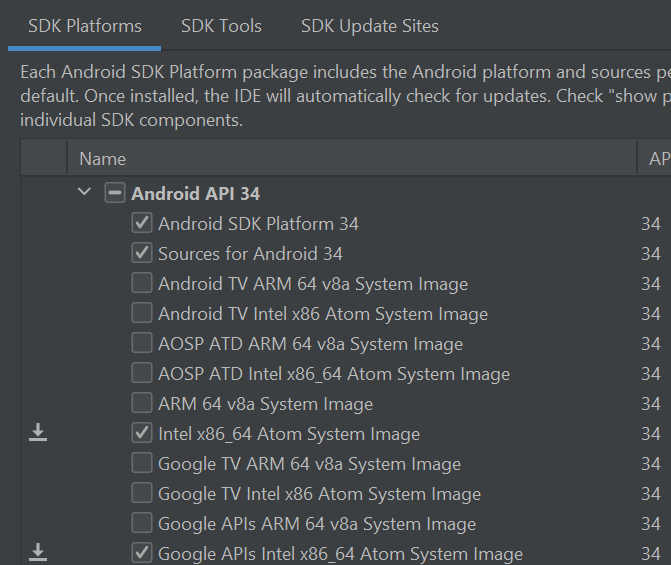 SDK Platforms SDK Tools SDK Update Sites
Each Android SDK Platform package includes the Android platform and sources pe
default. Once installed, the IDE will automatically check for updates. Check "show p
individual SDK components.
Name AP
Android API 34
Android SDK Platform 34 34
Sources for Android 34 34
Android TV ARM 64 v8a System Image 34
Android TV Intel x86 Atom System Image 34
AOSP ATD ARM 64 v8a System Image 34
AOSP ATD Intel x86_64 Atom System Image 34
ARM 64 v8a System Image 34
Intel x86_64 Atom System Image 34
Google TV ARM 64 v8a System Image 34
Google TV Intel x86 Atom System Image 34
Google APIs ARM 64 v8a System Image 34
Google APIs Intel x86_64 Atom System Image 34